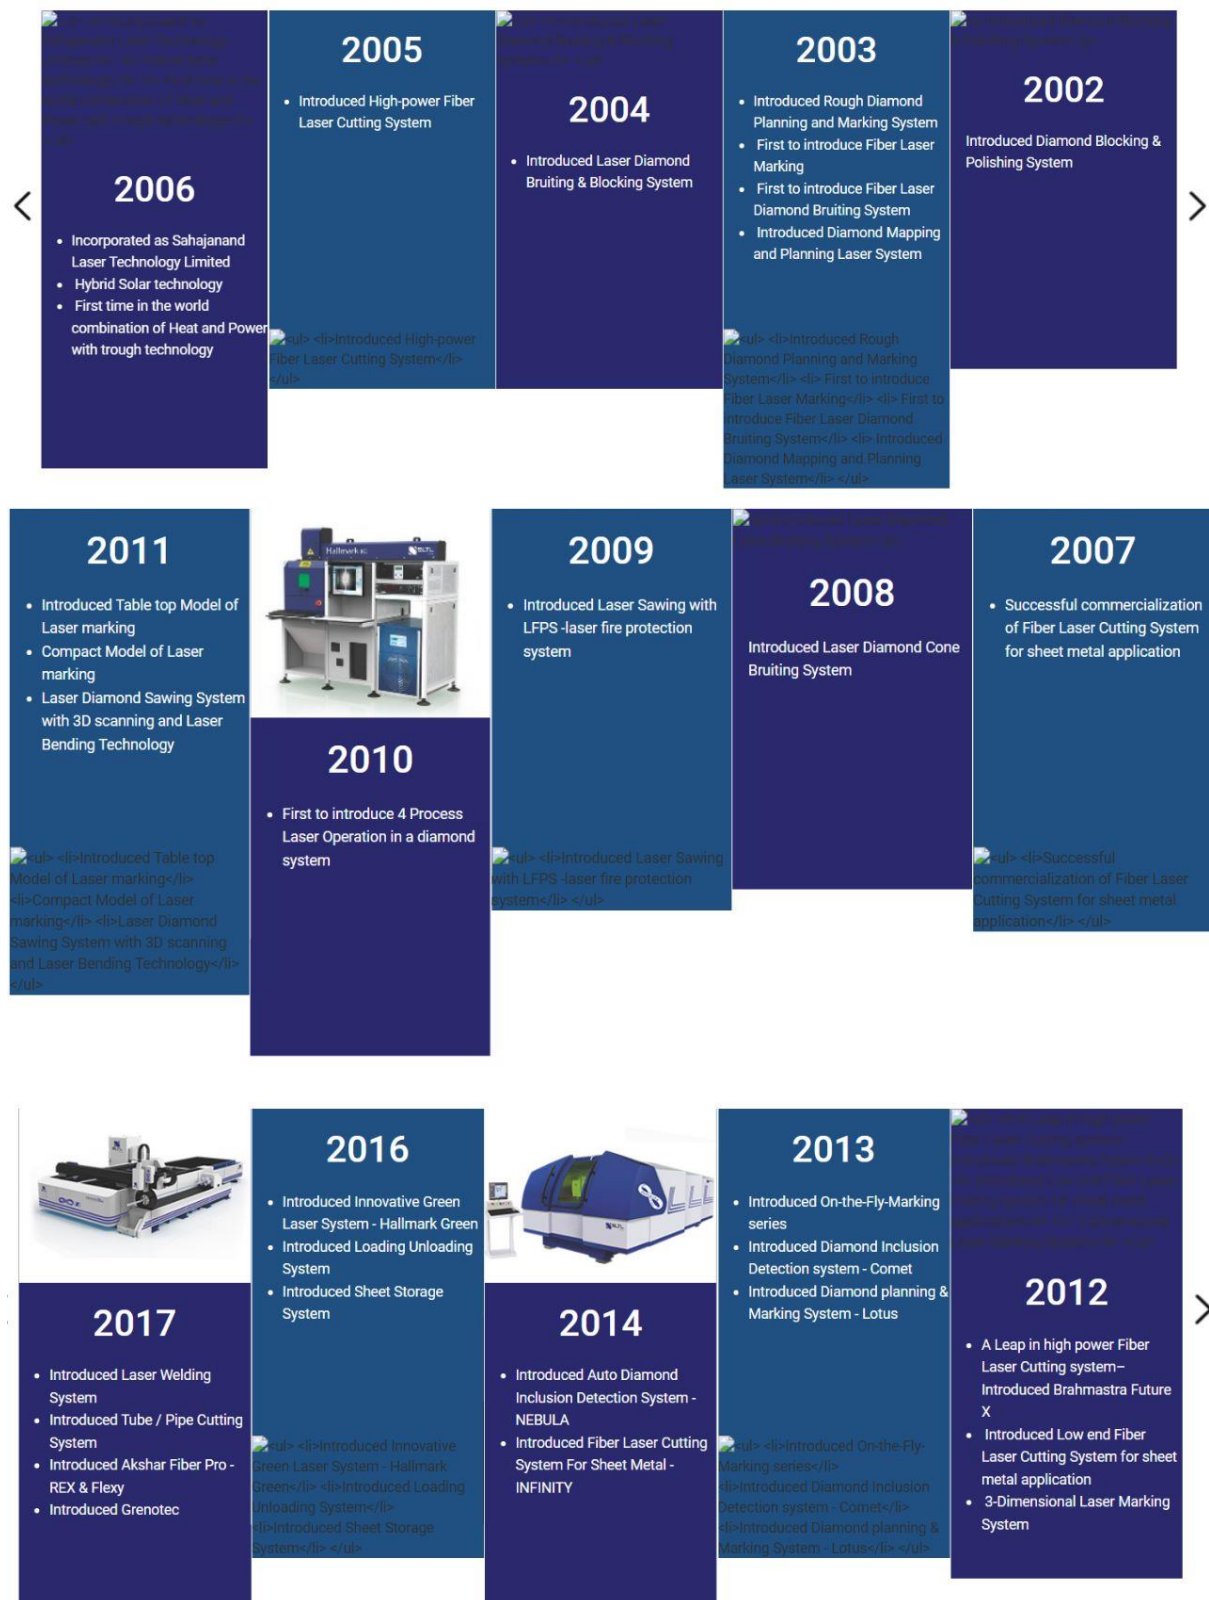 2006
Incorporated as Sahajanand
Laser Technology Limited
Hybrid Solar technology
First time in the world
combination of Heat and Power
with trough technology
2005
Introduced High-power Fiber
Laser Cutting System
<ul> <li>Introduced High-power
Fiber Laser Cutting System</li>
</ul>
2004
Introduced Laser Diamond
Bruiting & Blocking System
2003
Introduced Rough Diamond
Planning and Marking System
First to introduce Fiber Laser
Marking
First to introduce Fiber Laser
Diamond Bruiting System
Introduced Diamond Mapping
and Planning Laser System
<ul> <li>Introduced Rough
Diamond Planning and Marking
System</li> <li> First to introduce
Fiber Laser Marking</li> <li> First to
introduce Fiber Laser Diamond
Bruiting System</li> <li> Introduced
Diamond Mapping and Planning
Laser System</li> </ul>
2002
Introduced Diamond Blocking &
Polishing System
2011
Introduced Table top Model of
Laser marking
Compact Model of Laser
marking
Laser Diamond Sawing System
with 3D scanning and Laser
Bending Technology
<ul> <li>Introduced Table top
Model of Laser marking</li>
<li>Compact Model of Laser
marking</li> <li>Laser Diamond
Sawing System with 3D scanning
and Laser Bending Technology</li>
</ul>
Hallmark SLTL
2010
First to introduce 4 Process
Laser Operation in a diamond
system
2009
Introduced Laser Sawing with
LFPS -laser fire protection
system
<ul> <li>Introduced Laser Sawing
with LFPS -laser fire protection
system</li> </ul>
2008
Introduced Laser Diamond Cone
Bruiting System
2007
Successful commercialization
of Fiber Laser Cutting System
for sheet metal application
<ul> <li>Successful
commercialization of Fiber Laser
Cutting System for sheet metal
application</li> </ul>
2017
Introduced Laser Welding
System
Introduced Tube / Pipe Cutting
System
Introduced Akshar Fiber Pro -
REX & Flexy
Introduced Grenotec
2016
Introduced Innovative Green
Laser System - Hallmark Green
Introduced Loading Unloading
System
Introduced Sheet Storage
System
<ul> <li>Introduced Innovative
Green Laser System - Hallmark
Green</li> <li>Introduced Loading
Unloading System</li>
<li>Introduced Sheet Storage
System</li> </ul>
SLTL
2014
Introduced Auto Diamond
Inclusion Detection System -
NEBULA
Introduced Fiber Laser Cutting
System For Sheet Metal -
INFINITY
2013
Introduced On-the-Fly-Marking
series
Introduced Diamond Inclusion
Detection system - Comet
Introduced Diamond planning &
Marking System - Lotus
<ul> <li>Introduced On-the-Fly-
Marking series</li>
<li>Introduced Diamond Inclusion
Detection system - Comet</li>
<li>Introduced Diamond planning &
Marking System - Lotus</li> </ul>
2012
A Leap in high power Fiber
Laser Cutting system–
Introduced Brahmastra Future
X
Introduced Low end Fiber
Laser Cutting System for sheet
metal application
3-Dimensional Laser Marking
System